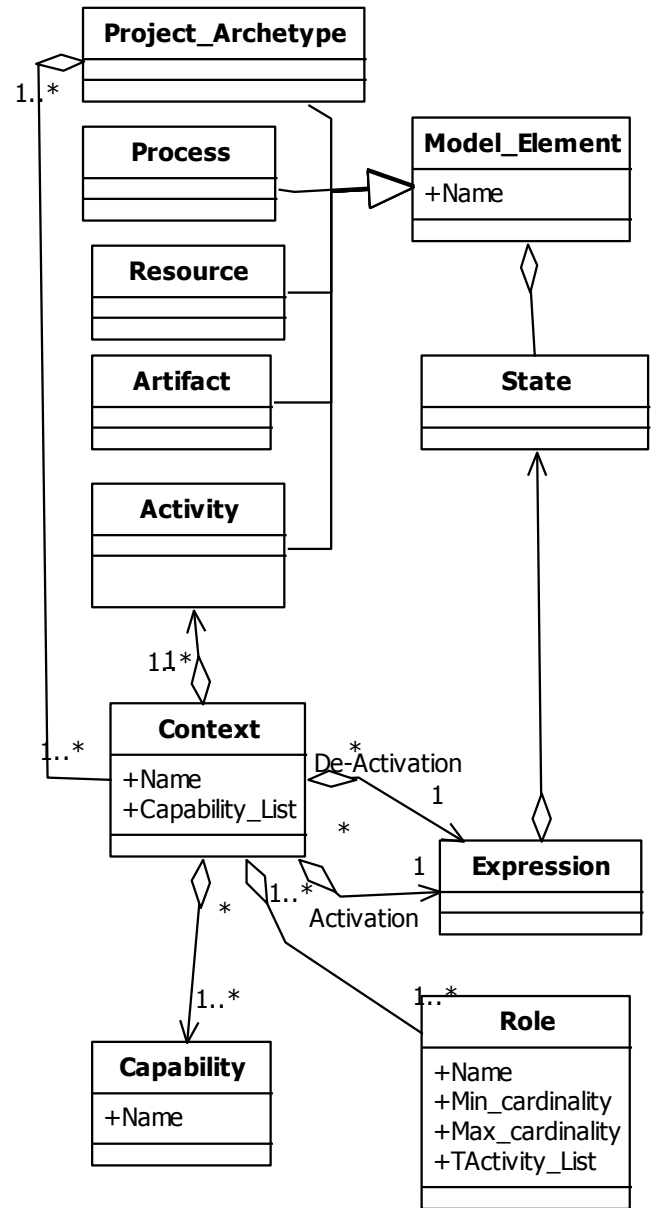 Project_Archetype
1..*
Process
Model_Element
+Name
Resource
Artifact
State
Activity
1..*
1
Context
+Name
+Capability_List
1..*
*
De-Activation
1
*
1
Expression
Activation
*
1..*
1..*
1..*
Capability
+Name
Role
+Name
+Min_cardinality
+Max_cardinality
+TActivity_List